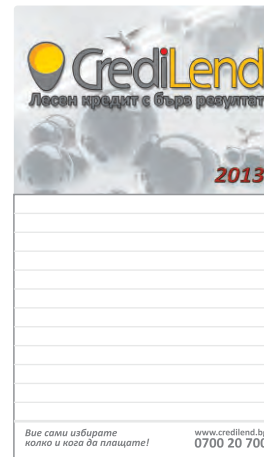 CrediLend
Лесен кредит с бърз резултат
2013
Вие сами избирате
колко и кога да плащате!
www.credilend.bg
0700 20 700